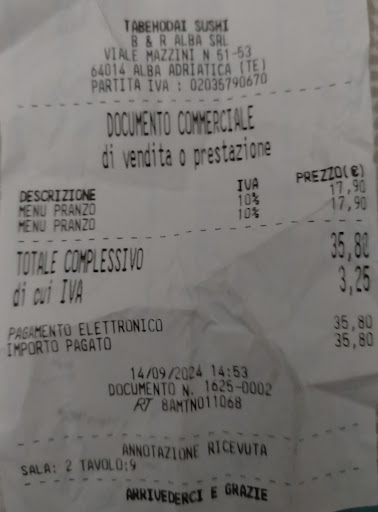 TABEHODAI SUSHI
B & R ALBA SRL
VIALE MAZZINI N 51-53
64014 ALBA ADRIATICA (TE)
PARTITA IVA : 02035790670
DOCUMENTO COMMERCIALE
di vendita o prestazione
DESCRIZIONE IVA PREZZO(€)
MENU PRANZO 10% 17,90
MENU PRANZO 10% 17,90
TOTALE COMPLESSIVO 35,80
di cui IVA 3,25
PAGAMENTO ELETTRONICO 35,80
IMPORTO PAGATO 35,80
14/09/2024 14:53
DOCUMENTO N. 1625-0002
RT 8AMTN011068
ANNOTAZIONE RICEVUTA
SALA: 2 TAVOLO:9
ARRIVEDERCI E GRAZIE